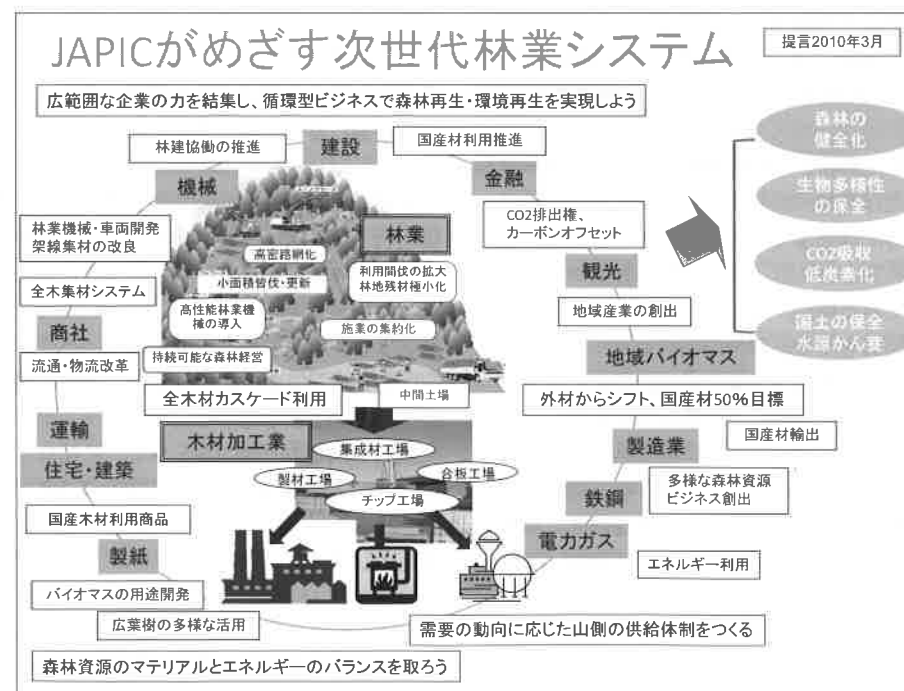 JAPICがめざす次世代林業システム
提言2010年3月
広範囲な企業の力を結集し、循環型ビジネスで森林再生・環境再生を実現しよう
森林の
健全化
生物多様性
の保全
CO2吸収
低炭素化
国土の保全
水源かん養
林建協働の推進
建設
国産材利用推進
機械
金融
林業機械・車両開発
架線集材の改良
林業
CO2排出権、
カーボンオフセット
高密路網化
利用間伐の拡大
林地残材極小化
観光
全木集材システム
小面積皆伐・更新
高性能林業機
械の導入
施業の集約化
地域産業の創出
商社
流通・物流改革
持続可能な森林経営
地域バイオマス
全木材カスケード利用
中間土場
外材からシフト、国産材50%目標
運輸
木材加工業
国産材輸出
住宅・建築
集成材工場
製造業
製材工場
合板工場
チップ工場
多様な森林資源
ビジネス創出
鉄鋼
国産木材利用商品
電力ガス
製紙
エネルギー利用
バイオマスの用途開発
広葉樹の多様な活用
需要の動向に応じた山側の供給体制をつくる
森林資源のマテリアルとエネルギーのバランスを取ろう